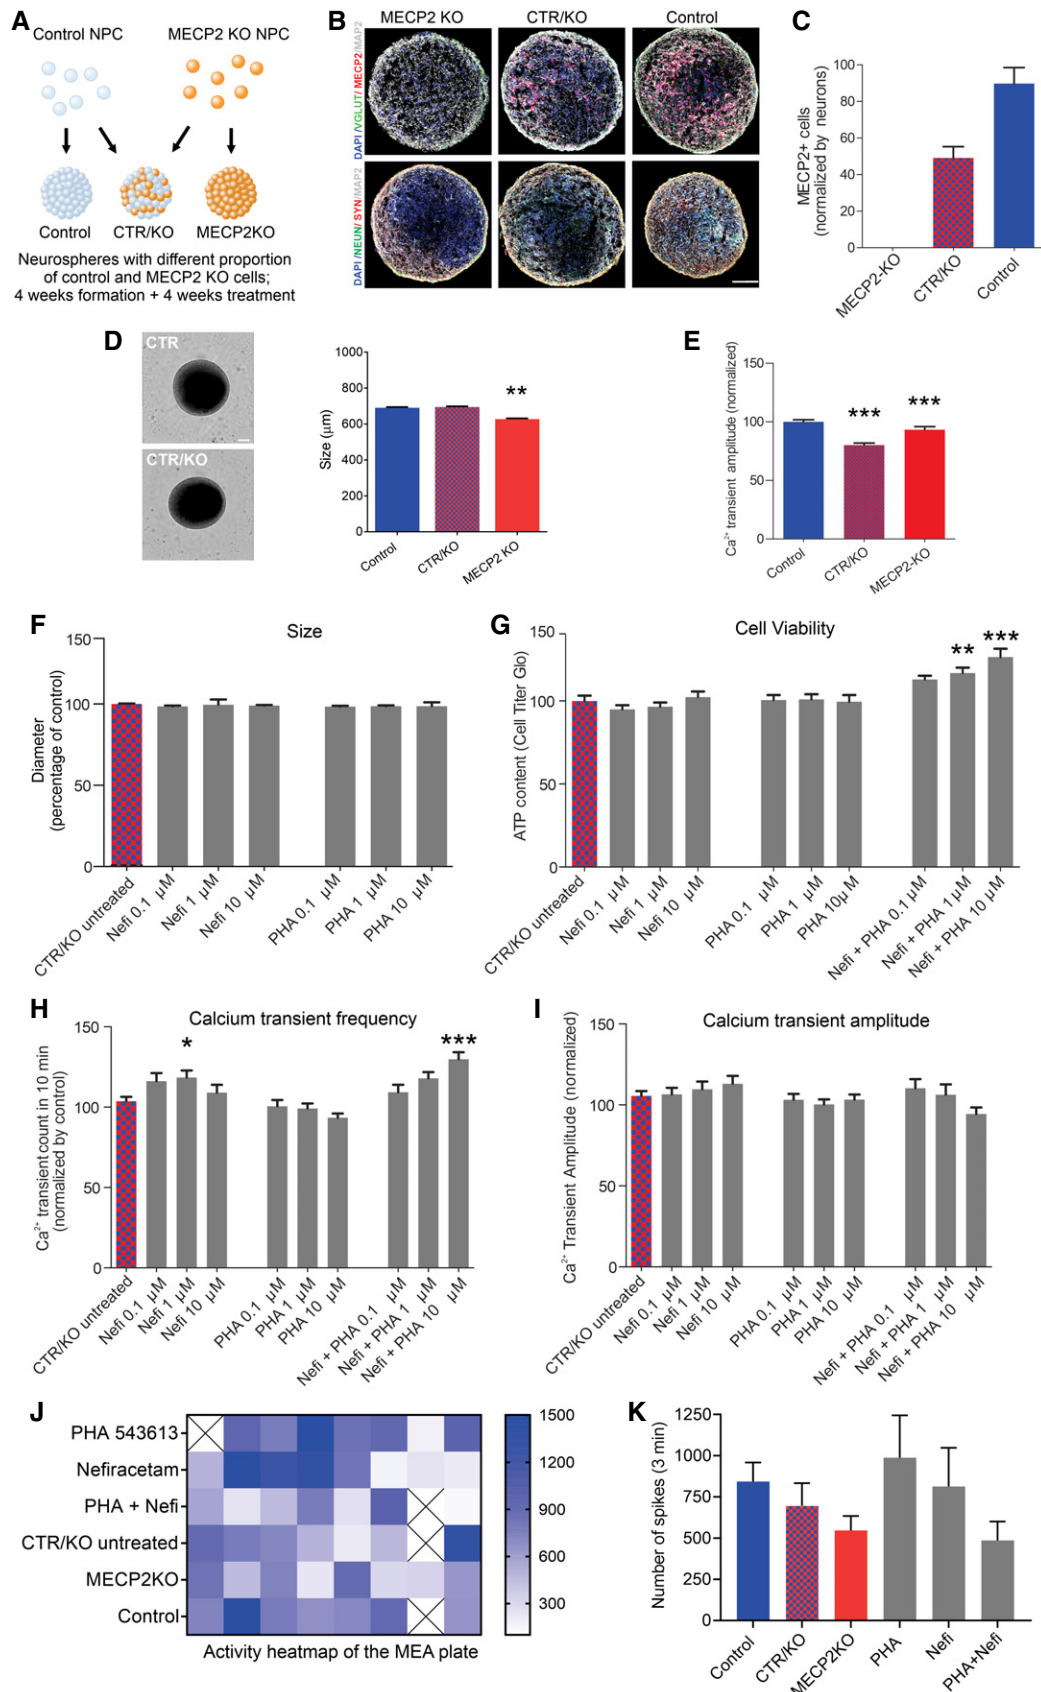 A
Control NPC
MECP2 KO NPC
Control
CTR/KO
MECP2KO
Neurospheres with different proportion
of control and MECP2 KO cells;
4 weeks formation + 4 weeks treatment
B
MECP2 KO
CTR/KO
Control
DAPI /VGLUT/ MECP2/MAP2
DAPI /NEUN/ SYN/MAP2
C
MECP2+ cells
(normalized by neurons)
100
80
60
40
20
0
MECP2-KO
CTR/KO
Control
D
CTR
CTR/KO
Size (µm)
1000
800
600
400
200
0
**
Control
CTR/KO
MECP2 KO
E
Ca²⁺ transient amplitude (normalized)
150
100
50
0
***
***
Control
CTR/KO
MECP2-KO
F
Size
Diameter
(percentage of control)
150
100
50
0
CTR/KO untreated
Nefi 0.1 µM
Nefi 1 µM
Nefi 10 µM
PHA 0.1 µM
PHA 1 µM
PHA 10 µM
G
Cell Viability
ATP content (Cell Titer Glo)
150
100
50
0
**
***
CTR/KO untreated
Nefi 0.1 µM
Nefi 1 µM
Nefi 10 µM
PHA 0.1 µM
PHA 1 µM
PHA 10µM
Nefi + PHA 0.1 µM
Nefi + PHA 1 µM
Nefi + PHA 10 µM
H
Calcium transient frequency
Ca²⁺ transient count in 10 min
(normalized by control)
150
100
50
0
*
***
CTR/KO untreated
Nefi 0.1 µM
Nefi 1 µM
Nefi 10 µM
PHA 0.1 µM
PHA 1 µM
PHA 10 µM
Nefi + PHA 0.1 µM
Nefi + PHA 1 µM
Nefi + PHA 10 µM
I
Calcium transient amplitude
Ca²⁺ Transient Amplitude (normalized)
150
100
50
0
CTR/KO untreated
Nefi 0.1 µM
Nefi 1 µM
Nefi 10 µM
PHA 0.1 µM
PHA 1 µM
PHA 10 µM
Nefi + PHA 0.1 µM
Nefi + PHA 1 µM
Nefi + PHA 10 µM
J
PHA 543613
Nefiracetam
PHA + Nefi
CTR/KO untreated
MECP2KO
Control
1500
1200
900
600
300
Activity heatmap of the MEA plate
K
Number of spikes (3 min)
1250
1000
750
500
250
0
Control
CTR/KO
MECP2KO
PHA
Nefi
PHA+Nefi